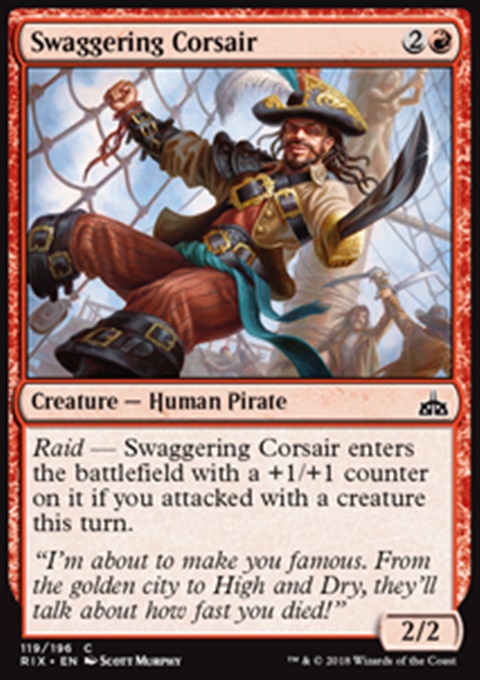 Swaggering Corsair 2
Creature — Human Pirate
Raid — Swaggering Corsair enters
the battlefield with a +1/+1 counter
on it if you attacked with a creature
this turn.
“I’m about to make you famous. From
the golden city to High and Dry, they’ll
talk about how fast you died!”
2/2
119/196 C
RIX • EN Scott Murphy
™ & © 2018 Wizards of the Coast